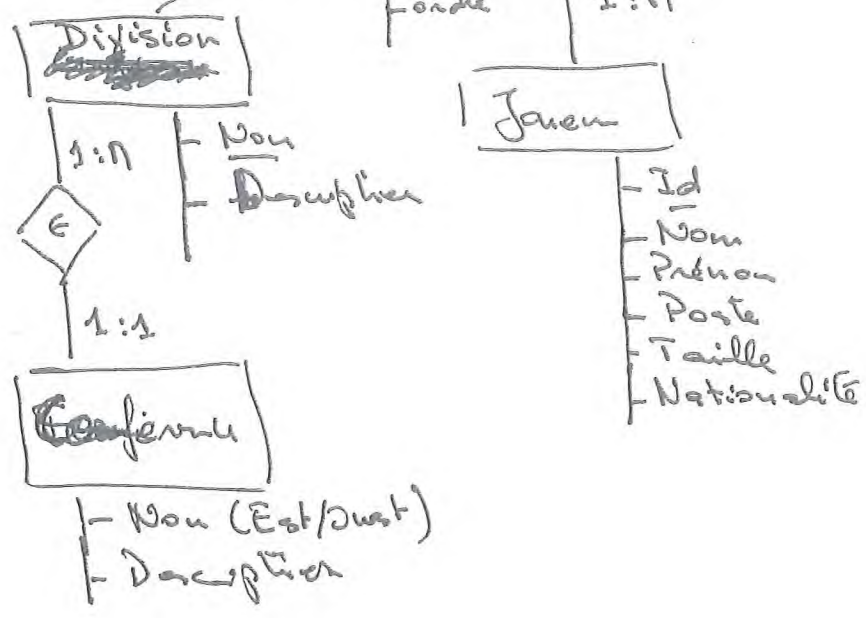 Fondé
1:N
Division
1:N
Nom
Description
Joueur
Id
Nom
Prénom
Poste
Taille
Nationalité
∈
1:1
Conférence
Nom (Est/Ouest)
Description